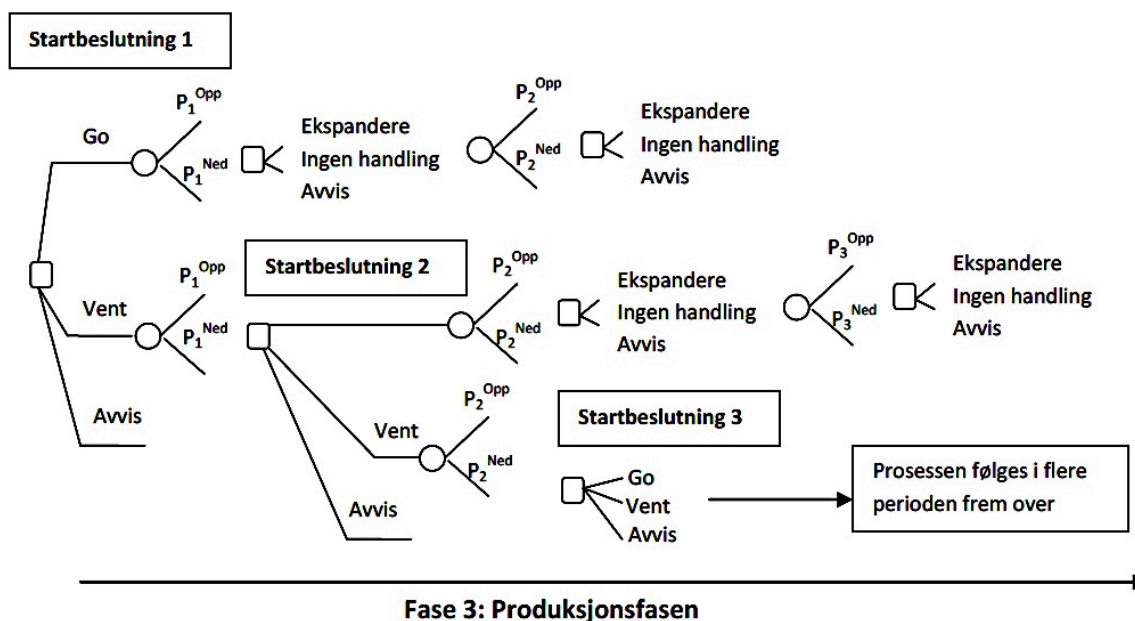 Startbeslutning 1
Go
P₁ᴼᵖᵖ
P₁ᴺᵉᵈ
Ekspandere
Ingen handling
Avvis
P₂ᴼᵖᵖ
P₂ᴺᵉᵈ
Ekspandere
Ingen handling
Avvis
Vent
P₁ᴼᵖᵖ
P₁ᴺᵉᵈ
Avvis
Startbeslutning 2
P₂ᴼᵖᵖ
P₂ᴺᵉᵈ
Ekspandere
Ingen handling
Avvis
P₃ᴼᵖᵖ
P₃ᴺᵉᵈ
Ekspandere
Ingen handling
Avvis
Vent
P₂ᴼᵖᵖ
P₂ᴺᵉᵈ
Avvis
Startbeslutning 3
Go
Vent
Avvis
Prosessen følges i flere
perioden frem over
Fase 3: Produksjonsfasen